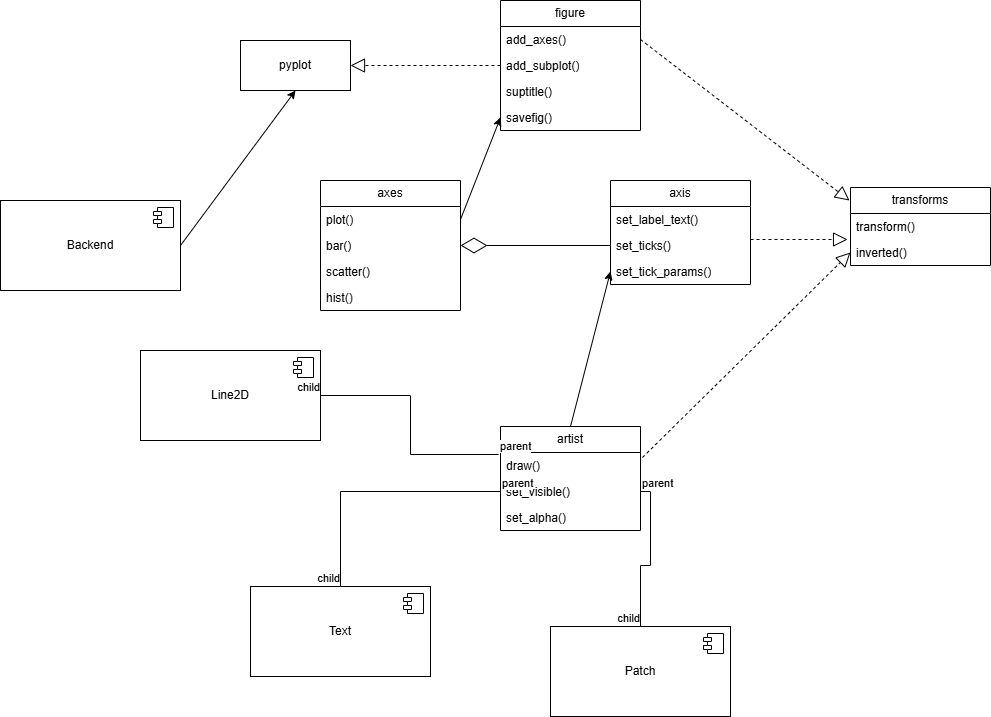 figure
add_axes()
add_subplot()
suptitle()
savefig()
pyplot
axes
plot()
bar()
scatter()
hist()
axis
set_label_text()
set_ticks()
set_tick_params()
transforms
transform()
inverted()
Backend
Line2D
child
parent
artist
draw()
parent
set_visible()
set_alpha()
parent
child
Text
child
Patch